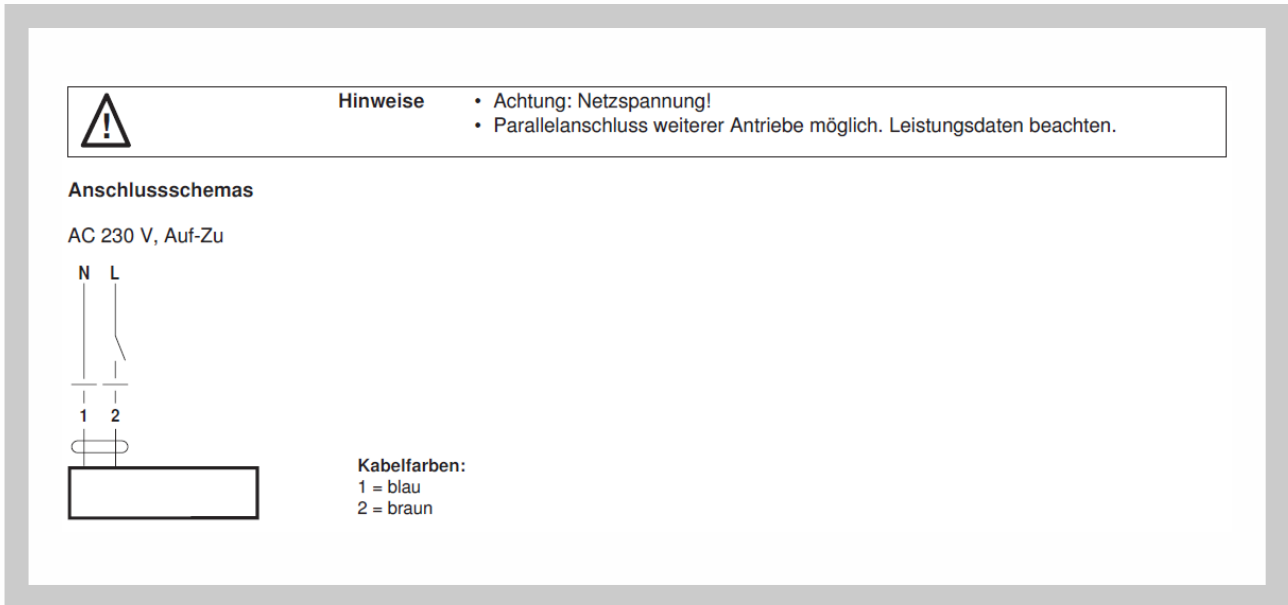 Hinweise
• Achtung: Netzspannung!
• Parallelanschluss weiterer Antriebe möglich. Leistungsdaten beachten.
Anschlussschemas
AC 230 V, Auf-Zu
N L
1 2
Kabelfarben:
1 = blau
2 = braun